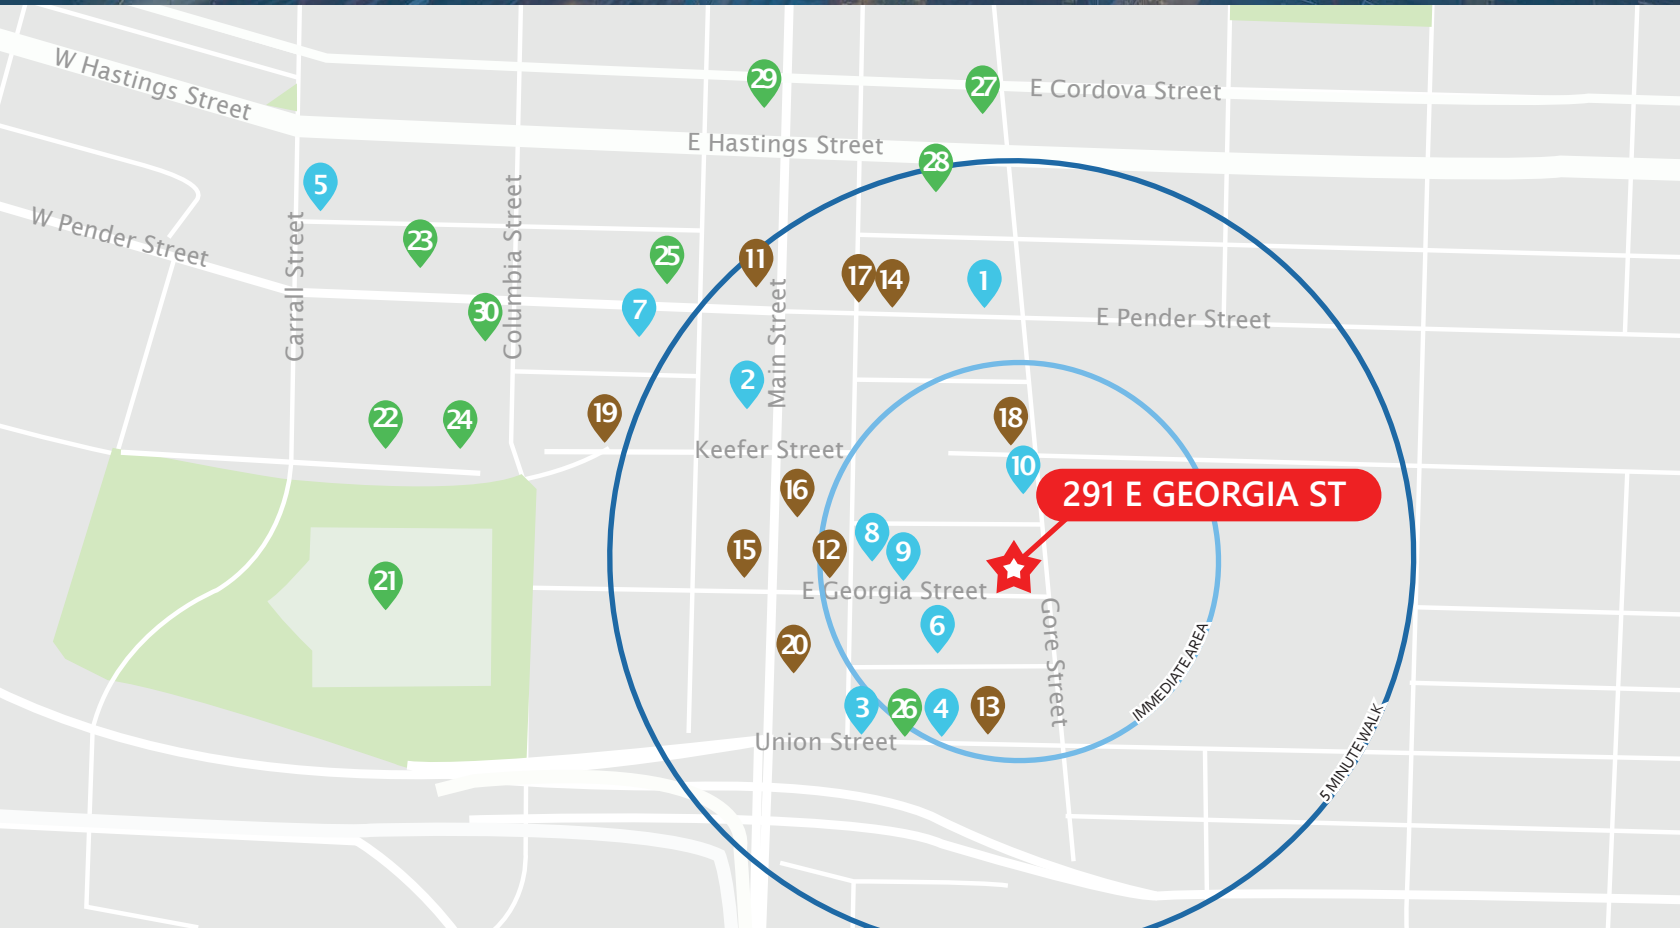 W Hastings Street
29
27
E Cordova Street
E Hastings Street
28
5
W Pender Street
Carrall Street
23
Columbia Street
25
11
17
14
1
30
7
Main Street
E Pender Street
2
22
24
19
18
Keefer Street
10
16
291 E GEORGIA ST
15
12
8
9
21
E Georgia Street
6
Gore Street
20
IMMEDIATE AREA
3
26
4
13
Union Street
5 MINUTE WALK